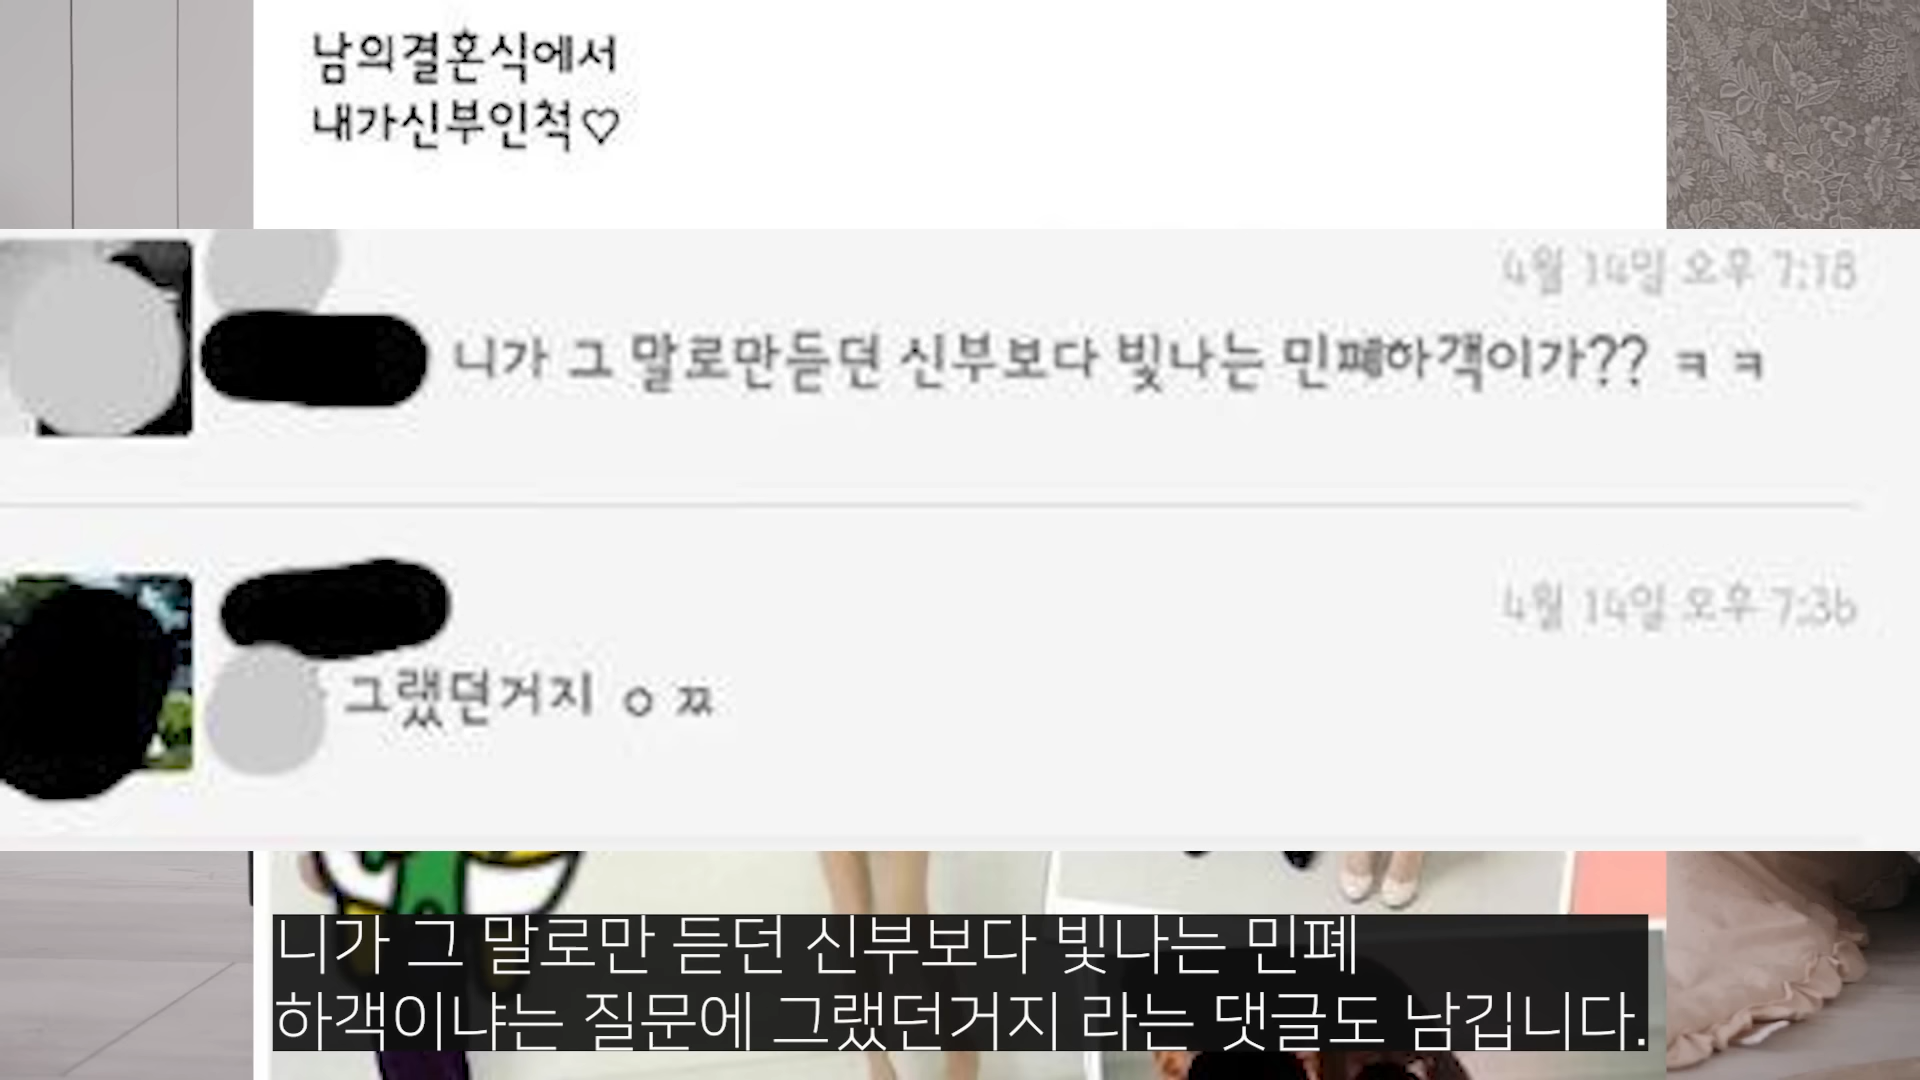 남의결혼식에서
내가신부인척♡
4월 14일 오후 7:18
니가 그 말로만듣던 신부보다 빛나는 민폐하객이가?? ㅋ ㅋ
4월 14일 오후 7:36
그랬던거지 ㅇ ㅉ
니가 그 말로만 듣던 신부보다 빛나는 민폐
하객이냐는 질문에 그랬던거지 라는 댓글도 남깁니다.